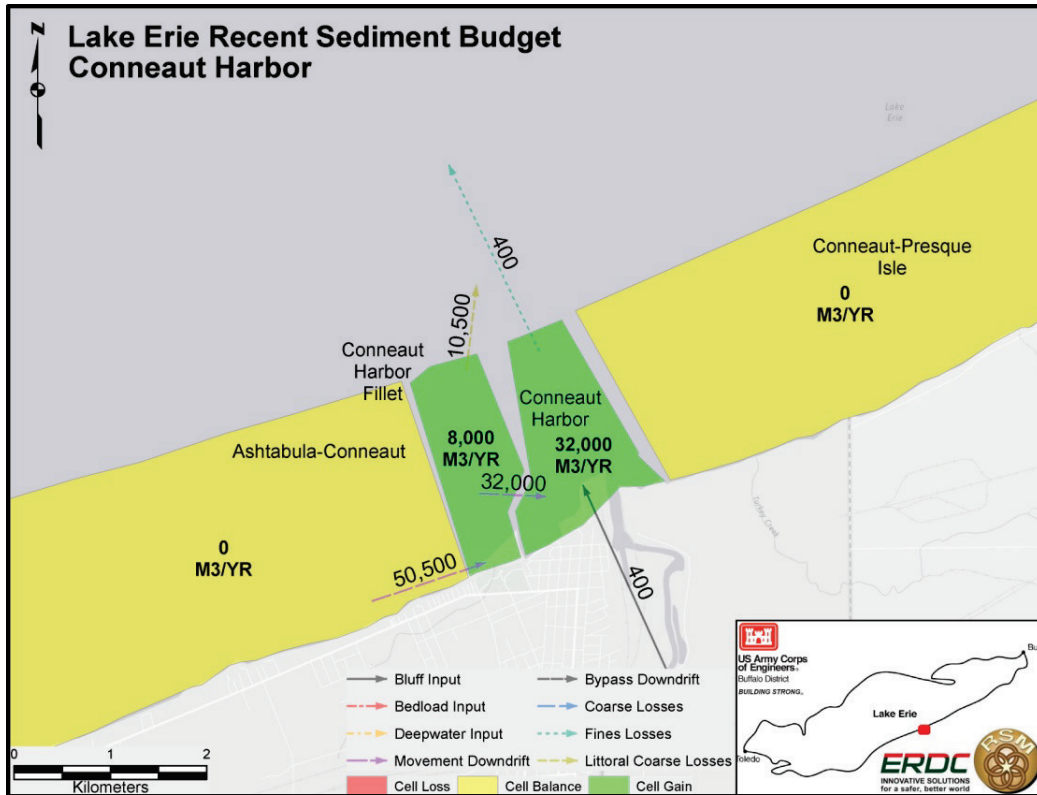 N
Lake Erie Recent Sediment Budget
Conneaut Harbor
Lake
Erie
400
Conneaut-Presque
Isle
0
M3/YR
10,500
Conneaut
Harbor
Fillet
Conneaut
Harbor
Ashtabula-Conneaut
8,000
M3/YR
32,000
M3/YR
32,000
Turkey Creek
0
M3/YR
50,500
400
Bluff Input
Bypass Downdrift
Bedload Input
Coarse Losses
Deepwater Input
Fines Losses
Movement Downdrift
Littoral Coarse Losses
Cell Loss
Cell Balance
Cell Gain
0 1 2
Kilometers
US Army Corps
of Engineers®
Buffalo District
BUILDING STRONG®
Bu
Lake Erie
Toledo
ERDC
INNOVATIVE SOLUTIONS
for a safer, better world
RSM